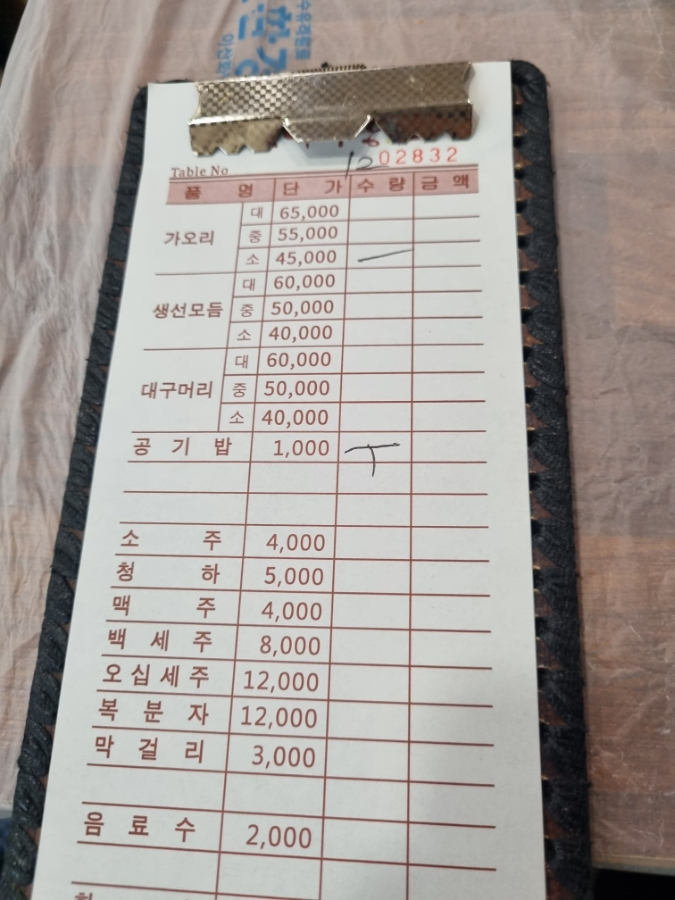 Table No 12 02832
품 명 단 가 수 량 금 액
가오리 대 65,000
중 55,000
소 45,000 一
생선모듬 대 60,000
중 50,000
소 40,000
대구머리 대 60,000
중 50,000
소 40,000
공 기 밥 1,000 丅
소 주 4,000
청 하 5,000
맥 주 4,000
백 세 주 8,000
오 십 세 주 12,000
복 분 자 12,000
막 걸 리 3,000
음 료 수 2,000